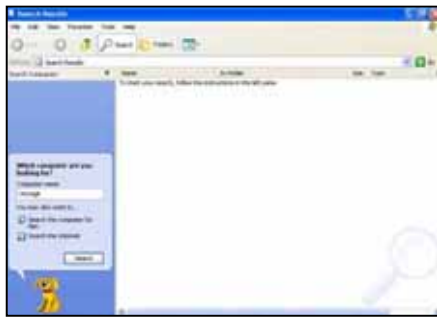 Search Results
File Edit View Favorites Tools Help
Search Folders
Search Results
Search Companion
Name In Folder Size Type
To start your search, follow the instructions in the left pane.
Which computer are you
looking for?
Computer name:
You may also want to...
Search this computer for
files
Search the Internet
Search